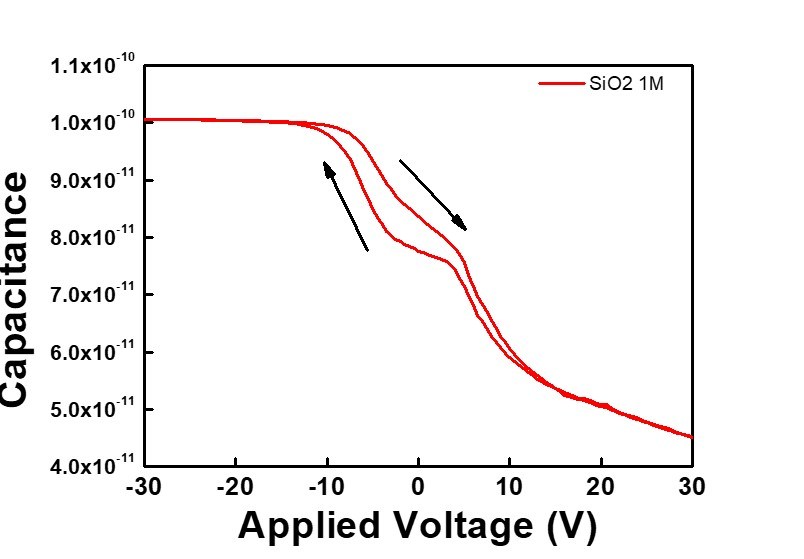 1.1x10⁻¹⁰
SiO2 1M
1.0x10⁻¹⁰
9.0x10⁻¹¹
8.0x10⁻¹¹
7.0x10⁻¹¹
6.0x10⁻¹¹
5.0x10⁻¹¹
4.0x10⁻¹¹
Capacitance
-30 -20 -10 0 10 20 30
Applied Voltage (V)